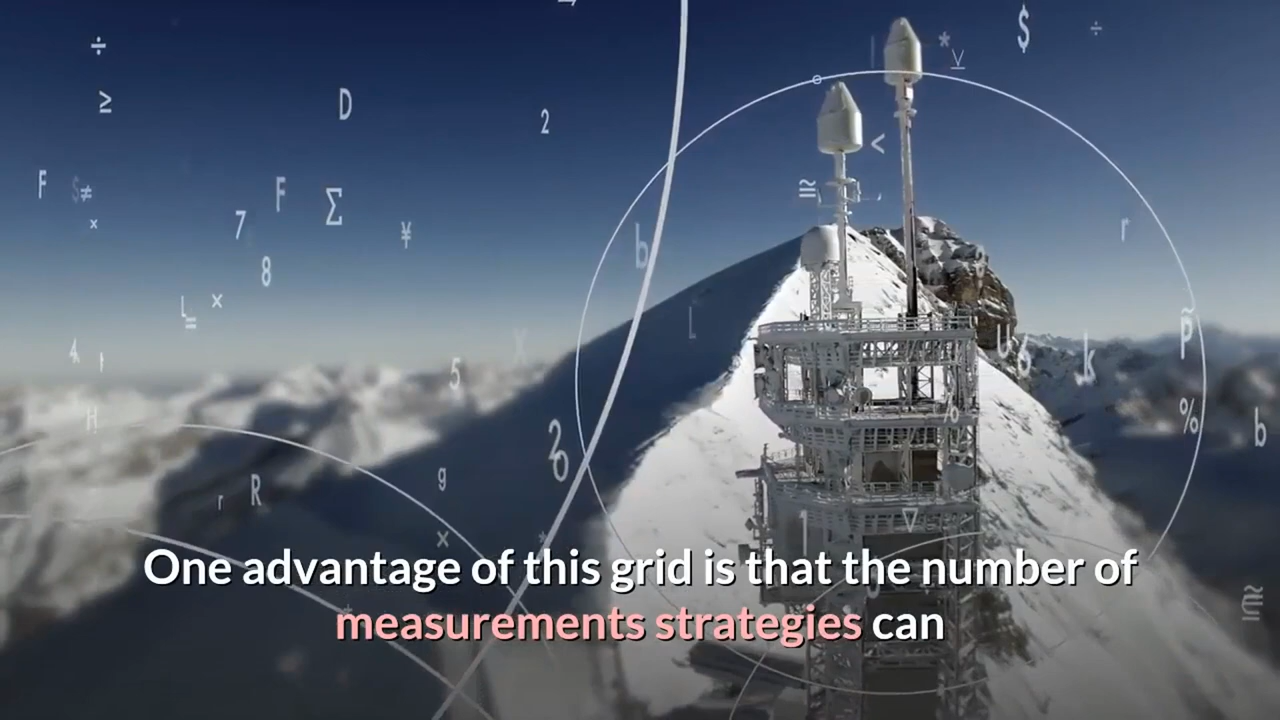 One advantage of this grid is that the number of
measurements strategies can